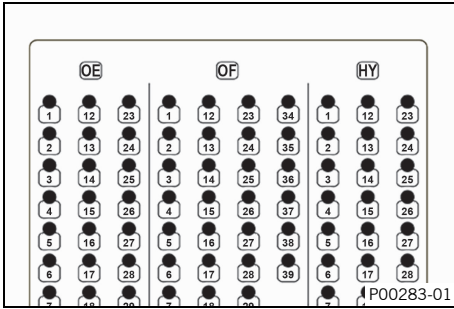 OE OF HY
1 12 23 1 12 23 34 1 12 23
2 13 24 2 13 24 35 2 13 24
3 14 25 3 14 25 36 3 14 25
4 15 26 4 15 26 37 4 15 26
5 16 27 5 16 27 38 5 16 27
6 17 28 6 17 28 39 6 17 28
P00283-01